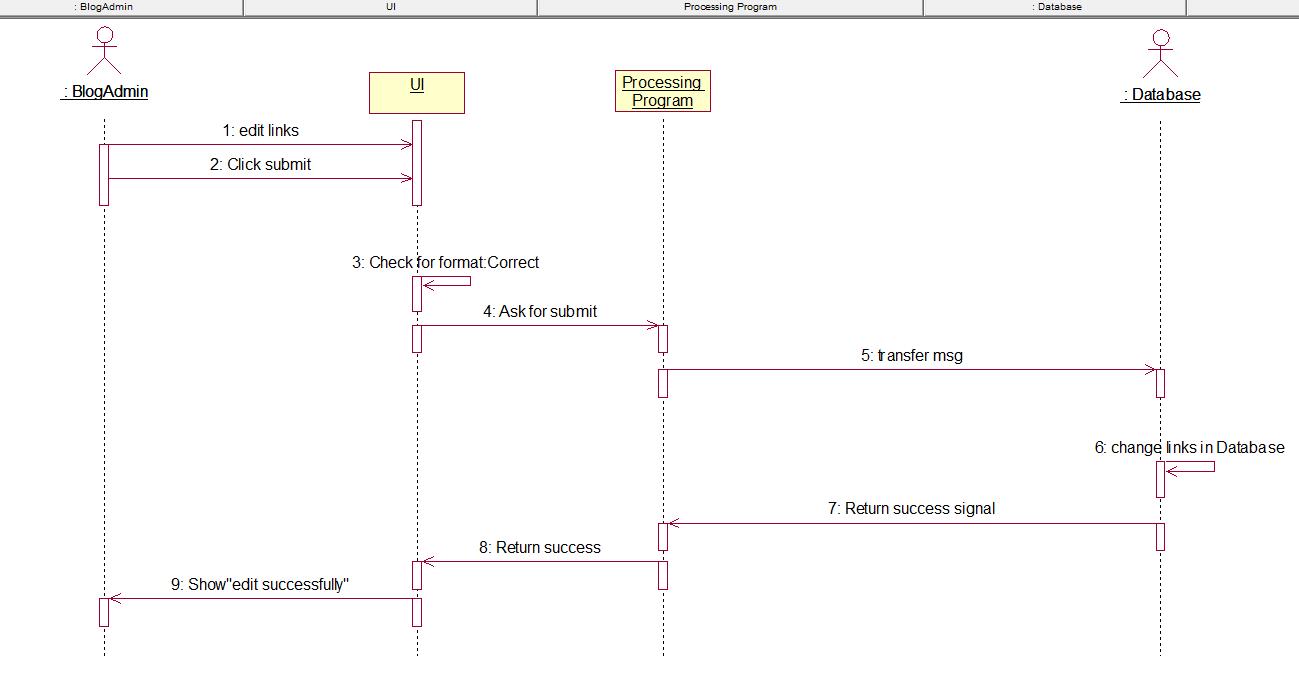 : BlogAdmin
UI
Processing Program
: Database
: BlogAdmin
UI
Processing
Program
: Database
1: edit links
2: Click submit
3: Check for format:Correct
4: Ask for submit
5: transfer msg
6: change links in Database
7: Return success signal
8: Return success
9: Show"edit successfully"